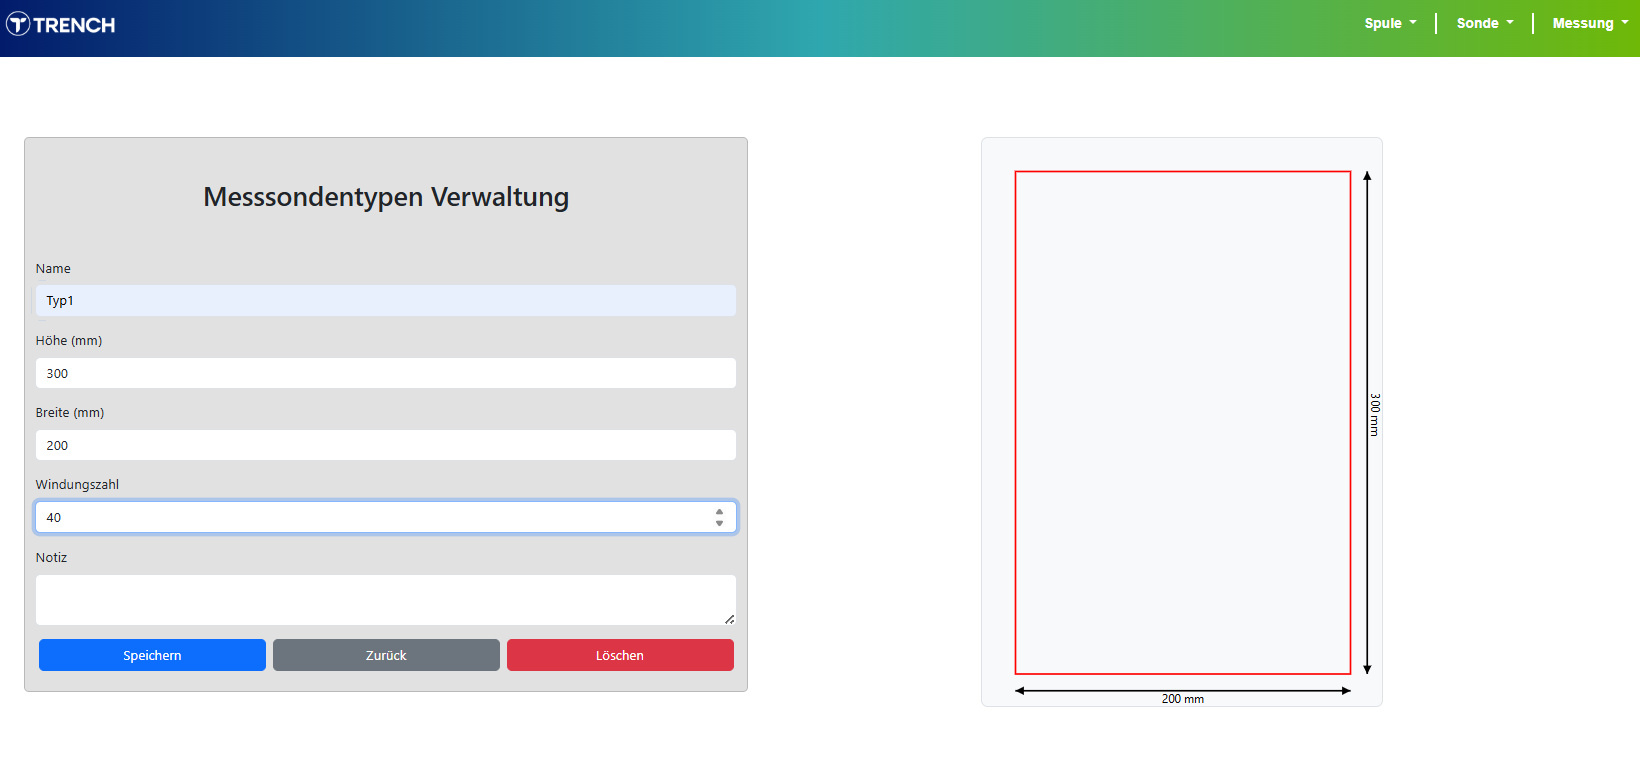 TRENCH
Spule
Sonde
Messung
Messsondentypen Verwaltung
Name
Typ1
Höhe (mm)
300
Breite (mm)
200
Windungszahl
40
Notiz
Speichern
Zurück
Löschen
300 mm
200 mm